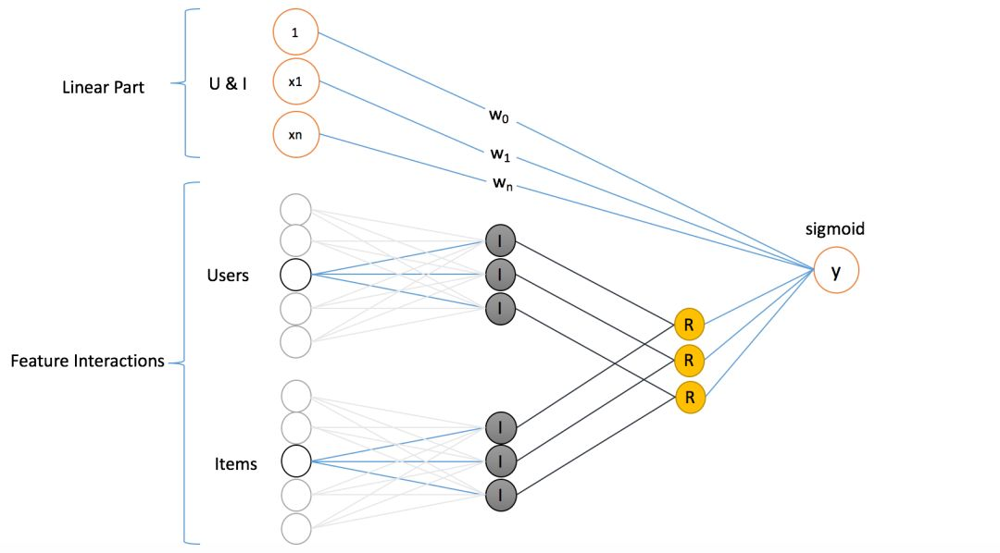 1
Linear Part
U & I
x1
xn
w0
w1
wn
sigmoid
y
Users
I
I
I
R
R
R
Feature Interactions
Items
I
I
I